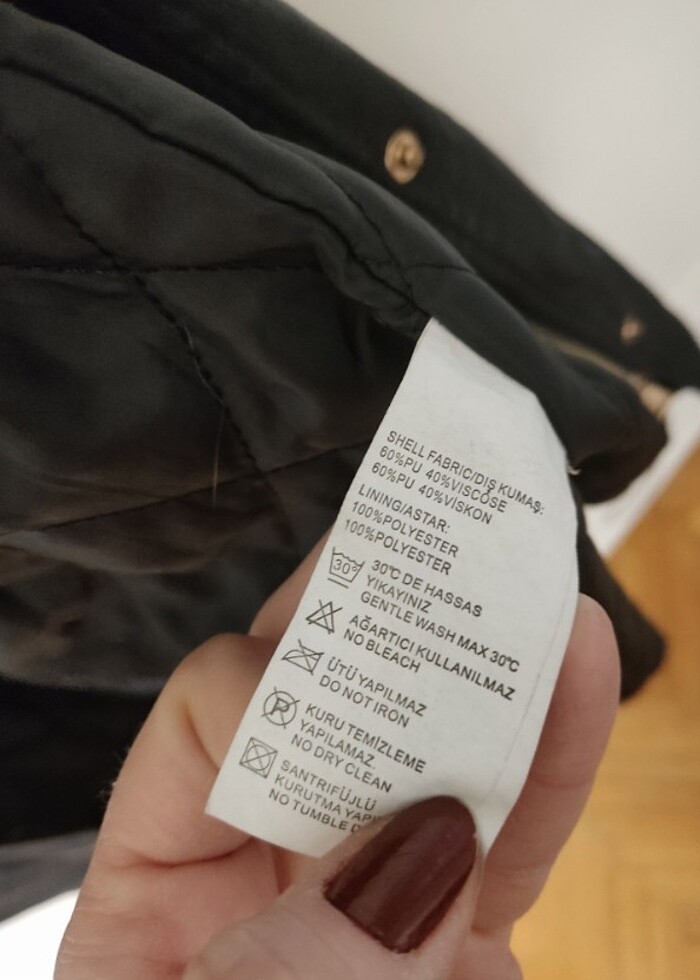 SHELL FABRIC/DIŞ KUMAŞ:
60%PU 40%VISCOSE
60%PU 40%VİSKON
LINING/ASTAR:
100%POLYESTER
100%POLYESTER
30°
30°C DE HASSAS
YIKAYINIZ
GENTLE WASH MAX 30°C
AĞARTICI KULLANILMAZ
NO BLEACH
ÜTÜ YAPILMAZ
DO NOT IRON
P
KURU TEMİZLEME
YAPILAMAZ.
NO DRY CLEAN
SANTRIFÜJLÜ
KURUTMA
NO TUMBLE